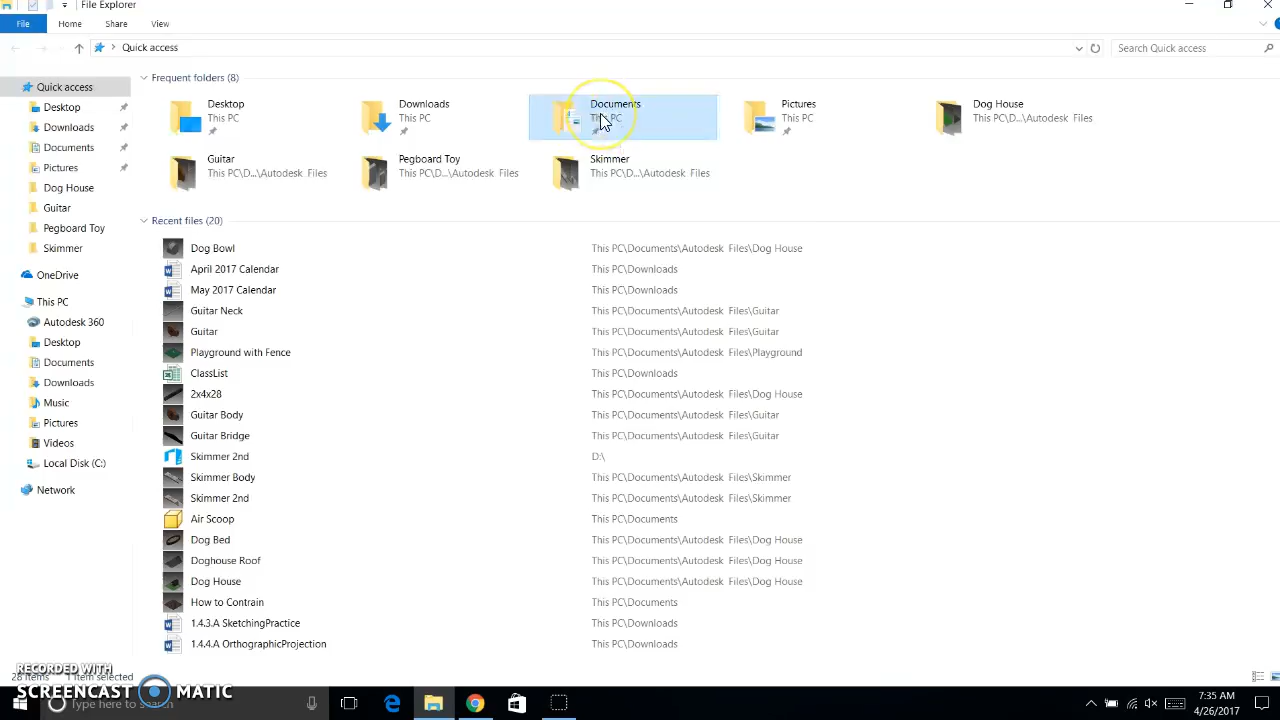 File Explorer
File Home Share View
Quick access
Search Quick access
Quick access
Desktop
Downloads
Documents
Pictures
Dog House
Guitar
Pegboard Toy
Skimmer
OneDrive
This PC
Autodesk 360
Desktop
Documents
Downloads
Music
Pictures
Videos
Local Disk (C:)
Network
Frequent folders (8)
Desktop
This PC
Downloads
This PC
Documents
This PC
Pictures
This PC
Dog House
This PC\D...\Autodesk Files
Guitar
This PC\D...\Autodesk Files
Pegboard Toy
This PC\D...\Autodesk Files
Skimmer
This PC\D...\Autodesk Files
Recent files (20)
Dog Bowl This PC\Documents\Autodesk Files\Dog House
April 2017 Calendar This PC\Downloads
May 2017 Calendar This PC\Downloads
Guitar Neck This PC\Documents\Autodesk Files\Guitar
Guitar This PC\Documents\Autodesk Files\Guitar
Playground with Fence This PC\Documents\Autodesk Files\Playground
ClassList This PC\Downloads
2x4x28 This PC\Documents\Autodesk Files\Dog House
Guitar Body This PC\Documents\Autodesk Files\Guitar
Guitar Bridge This PC\Documents\Autodesk Files\Guitar
Skimmer 2nd D:\
Skimmer Body This PC\Documents\Autodesk Files\Skimmer
Skimmer 2nd This PC\Documents\Autodesk Files\Skimmer
Air Scoop This PC\Documents
Dog Bed This PC\Documents\Autodesk Files\Dog House
Doghouse Roof This PC\Documents\Autodesk Files\Dog House
Dog House This PC\Documents\Autodesk Files\Dog House
How to Contrain This PC\Documents
1.4.3.A SketchingPractice This PC\Downloads
1.4.4.A OrthographicProjection This PC\Downloads
28 items 1 item selected
RECORDED WITH
SCREENCAST MATIC
Type here to search
7:35 AM
4/26/2017